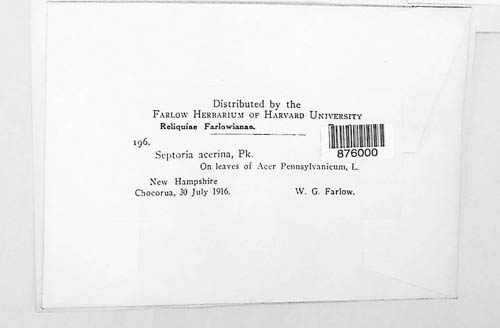 Distributed by the
FARLOW HERBARIUM OF HARVARD UNIVERSITY
Reliquiae Farlowianae.
196.
876000
Septoria acerina, Pk.
On leaves of Acer Pennsylvanicum, L.
New Hampshire
Chocorua, 30 July 1916. W. G. Farlow.